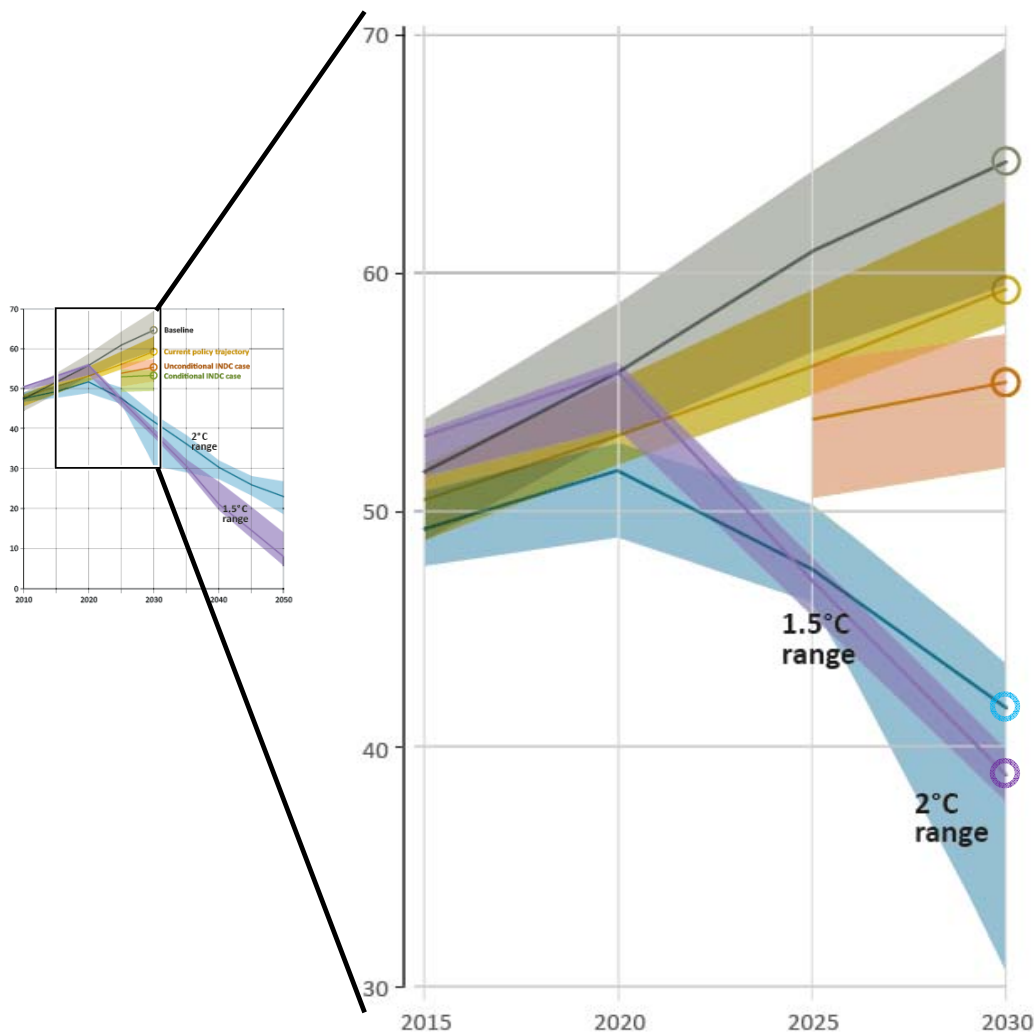 70
60
50
40
30
2015 2020 2025 2030
1.5°C
range
2°C
range
70
60
50
40
30
20
10
0
2010 2020 2030 2040 2050
Baseline
Current policy trajectory
Unconditional INDC case
Conditional INDC case
2°C
range
1.5°C
range